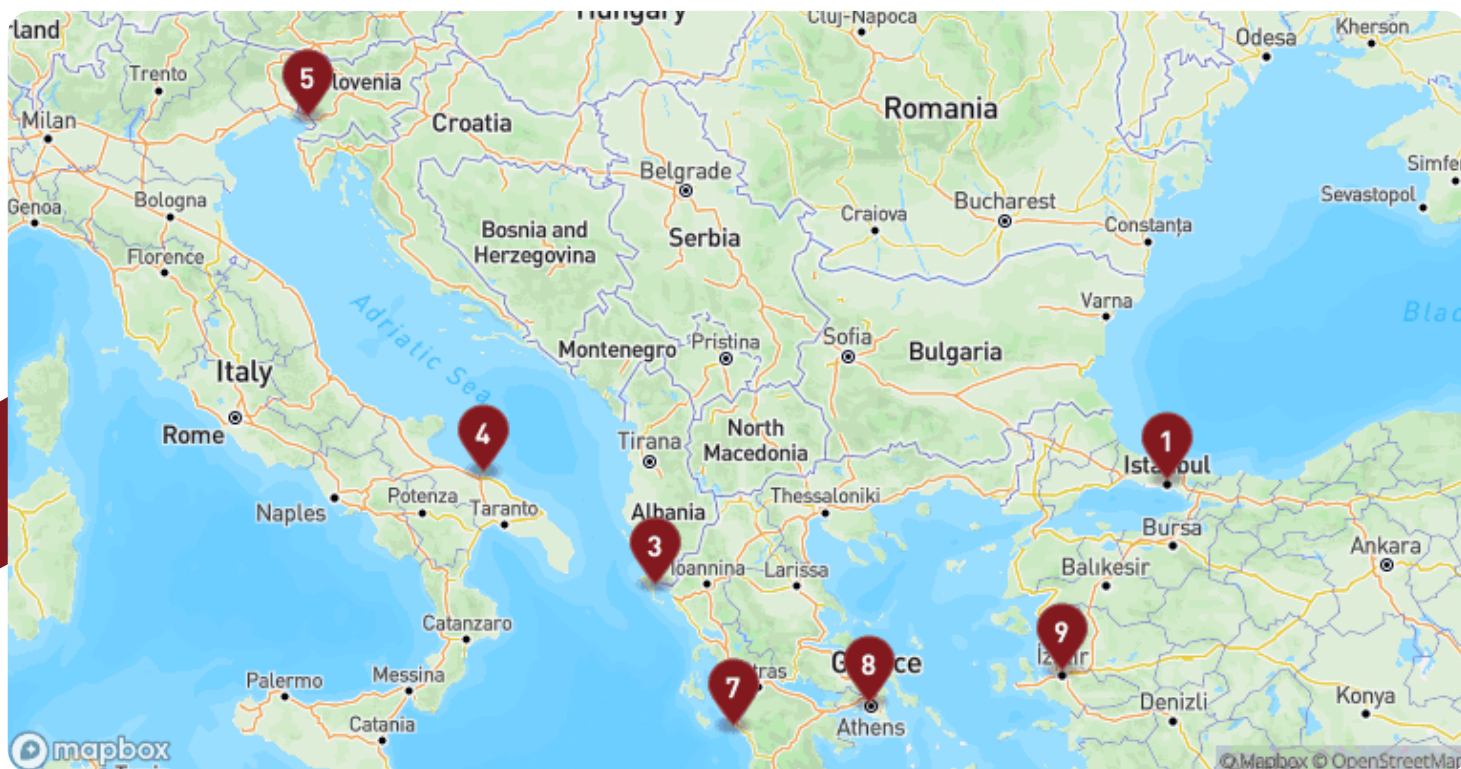 Hungary
Cluj-Napoca
Kherson
rland
Odesa
Trento
5
lovenia
Milan
Croatia
Romania
Simfe
Belgrade
Sevastopol
Genoa
Bologna
Craiova
Bucharest
Constanța
Bosnia and
Herzegovina
Serbia
Florence
Varna
Adriatic Sea
Blac
Montenegro
Pristina
Sofia
Bulgaria
Italy
Rome
4
Tirana
North
Macedonia
1
Istanbul
Naples
Potenza
Taranto
Thessaloniki
Albania
Bursa
3
Ioannina
Larissa
Balıkesir
Ankara
Catanzaro
9
İzmir
8
Greece
Palermo
Messina
7
tras
Denizli
Konya
Catania
Athens
mapbox
© Mapbox © OpenStreetMap